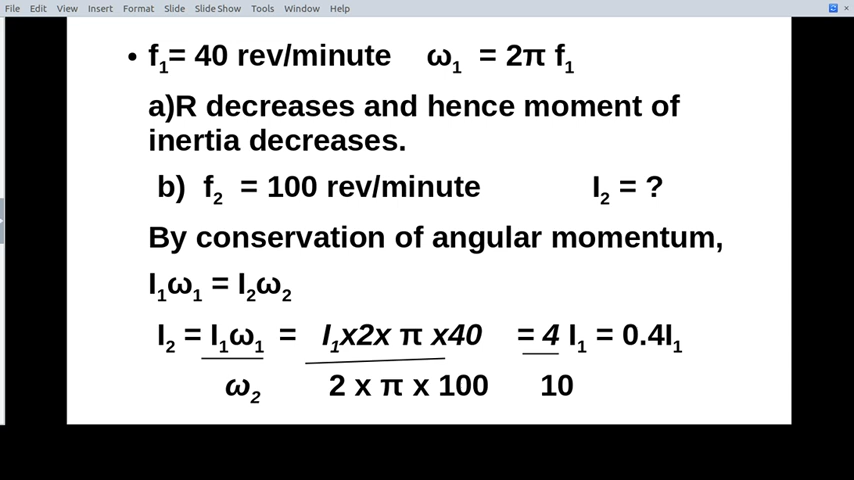 File Edit View Insert Format Slide Slide Show Tools Window Help
• f₁= 40 rev/minute ω₁ = 2π f₁
a)R decreases and hence moment of
inertia decreases.
b) f₂ = 100 rev/minute I₂ = ?
By conservation of angular momentum,
I₁ω₁ = I₂ω₂
I₂ = I₁ω₁ = I₁x2x π x40 = 4 I₁ = 0.4I₁
ω₂ 2 x π x 100 10